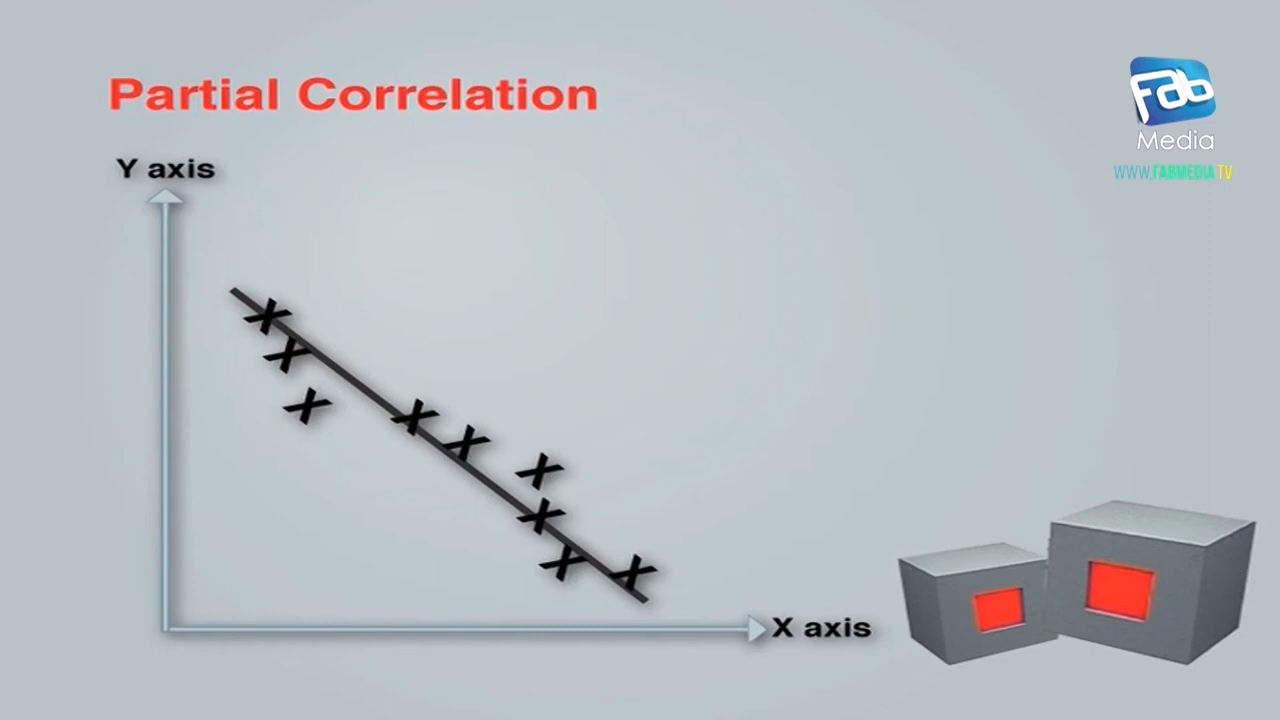 Partial Correlation
Fab
Media
WWW.FABMEDIA.TV
Y axis
X axis